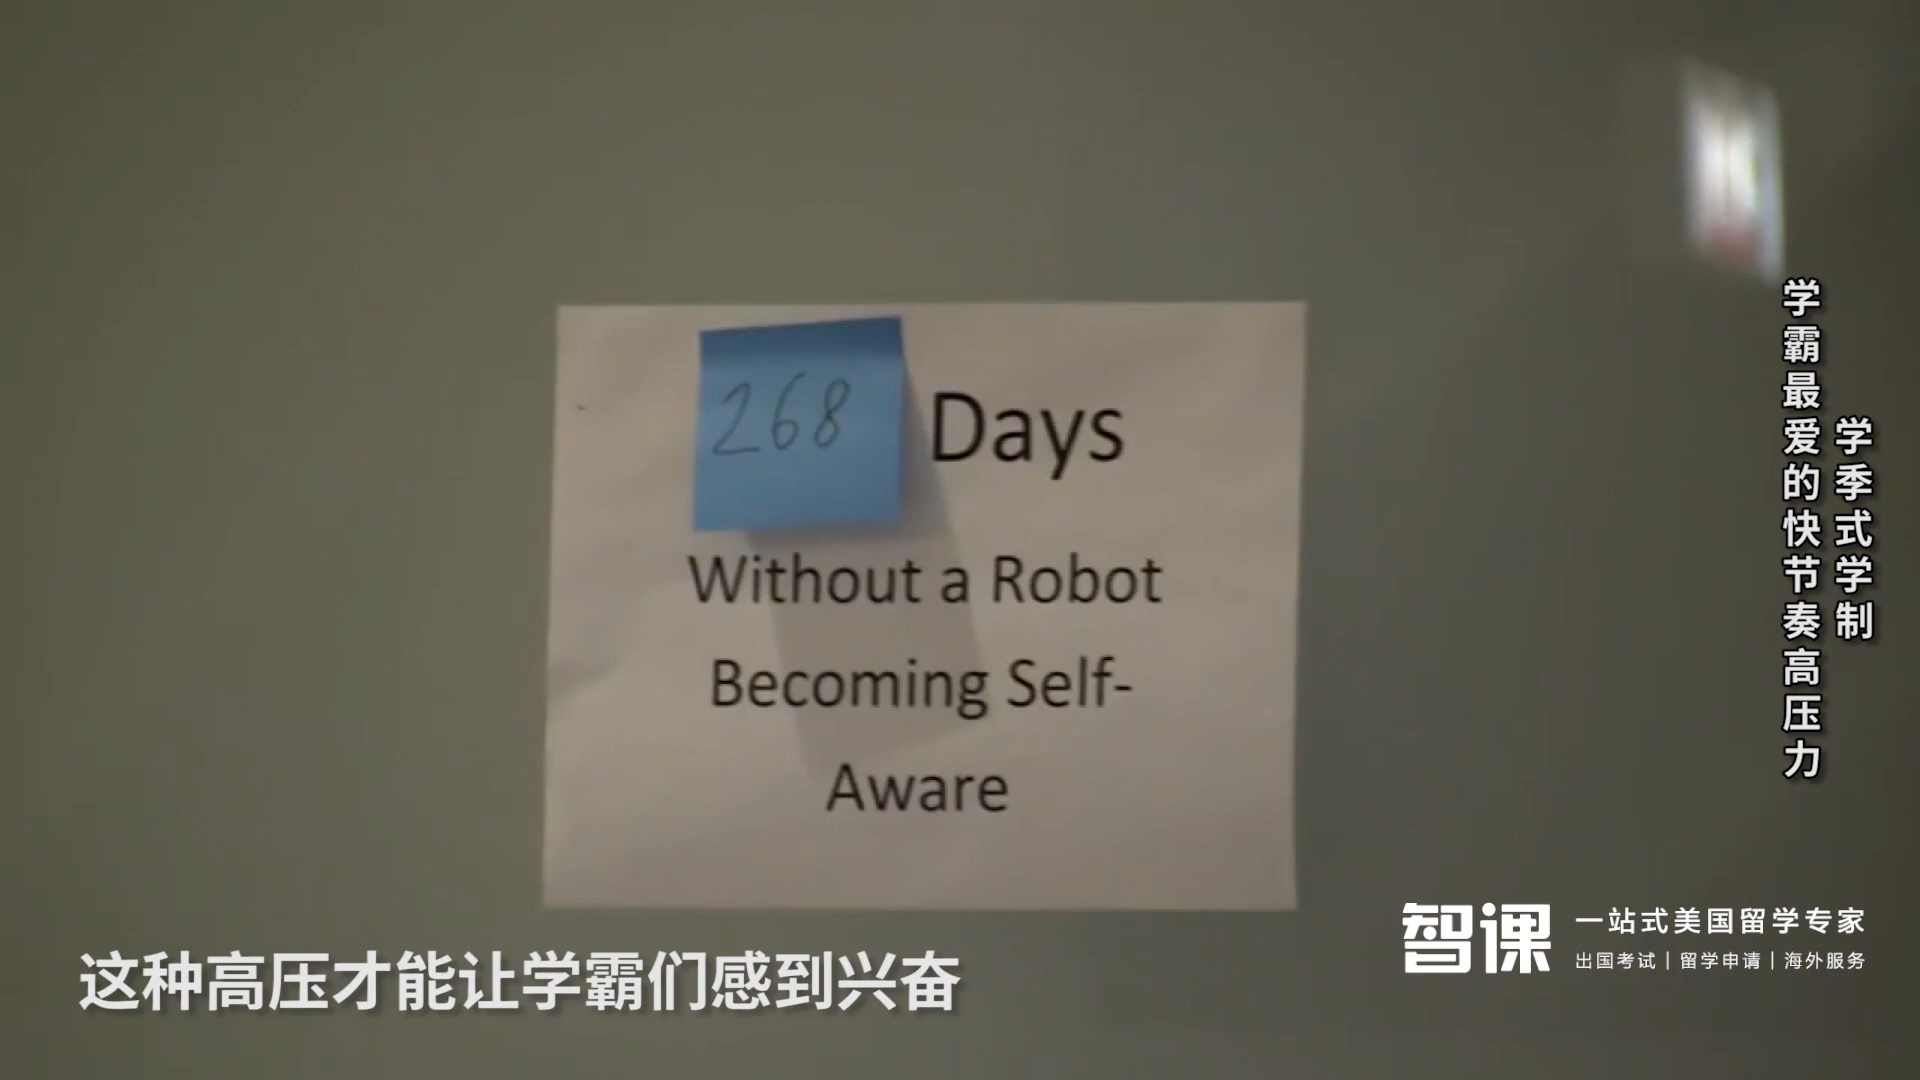 268 Days
Without a Robot
Becoming Self-
Aware
学季式学制
学霸最爱的快节奏高压力
智课
一站式美国留学专家
出国考试 | 留学申请 | 海外服务
这种高压才能让学霸们感到兴奋